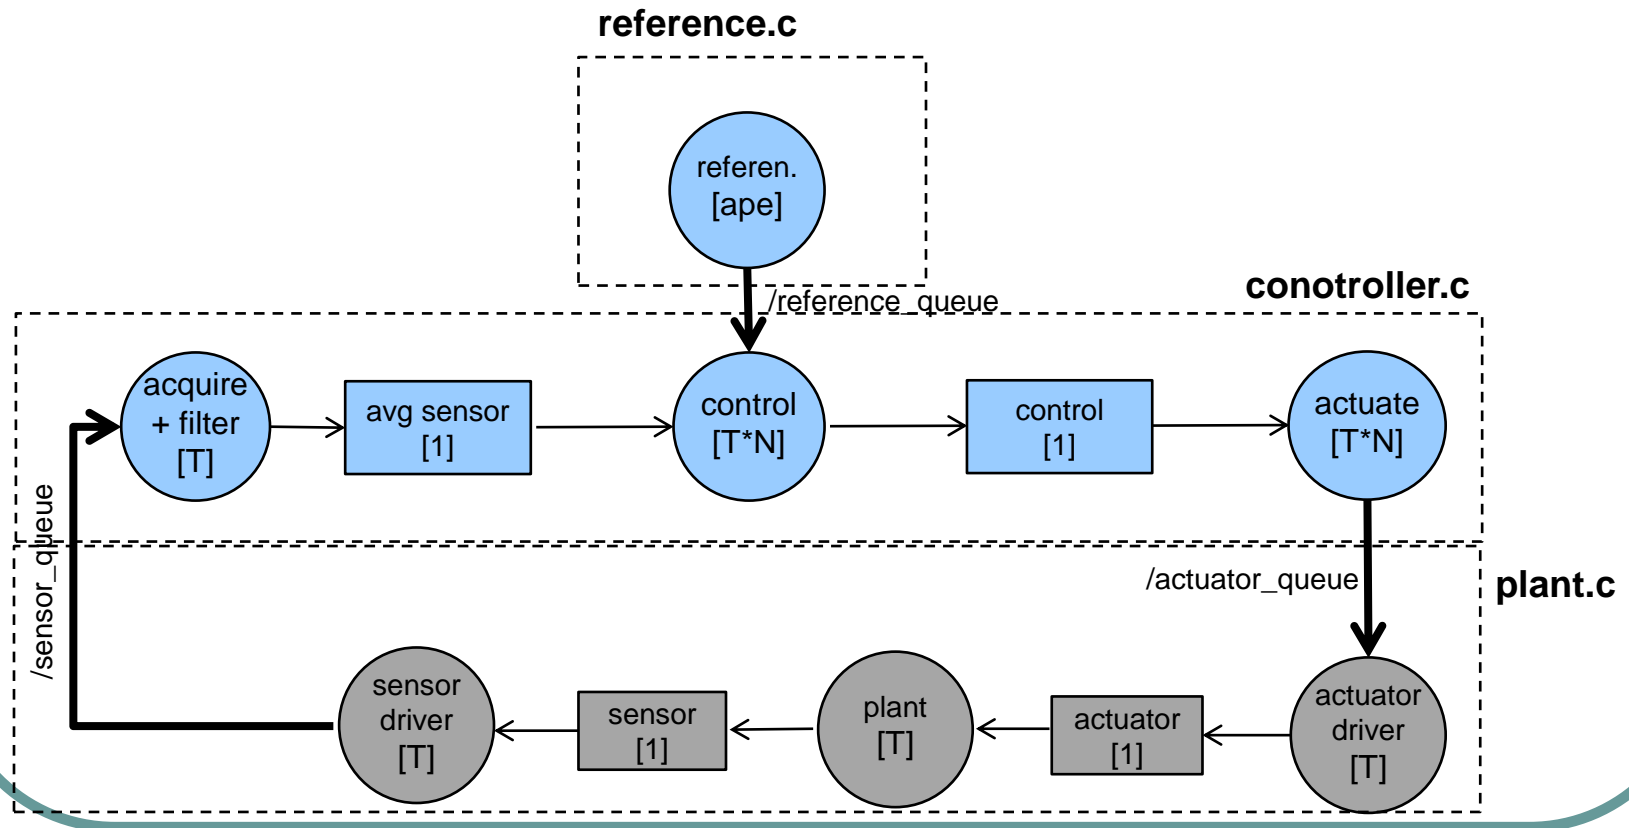 reference.c
referen.
[ape]
/reference_queue
conotroller.c
acquire
+ filter
[T]
avg sensor
[1]
control
[T*N]
control
[1]
actuate
[T*N]
/sensor_queue
/actuator_queue
plant.c
sensor
driver
[T]
sensor
[1]
plant
[T]
actuator
[1]
actuator
driver
[T]